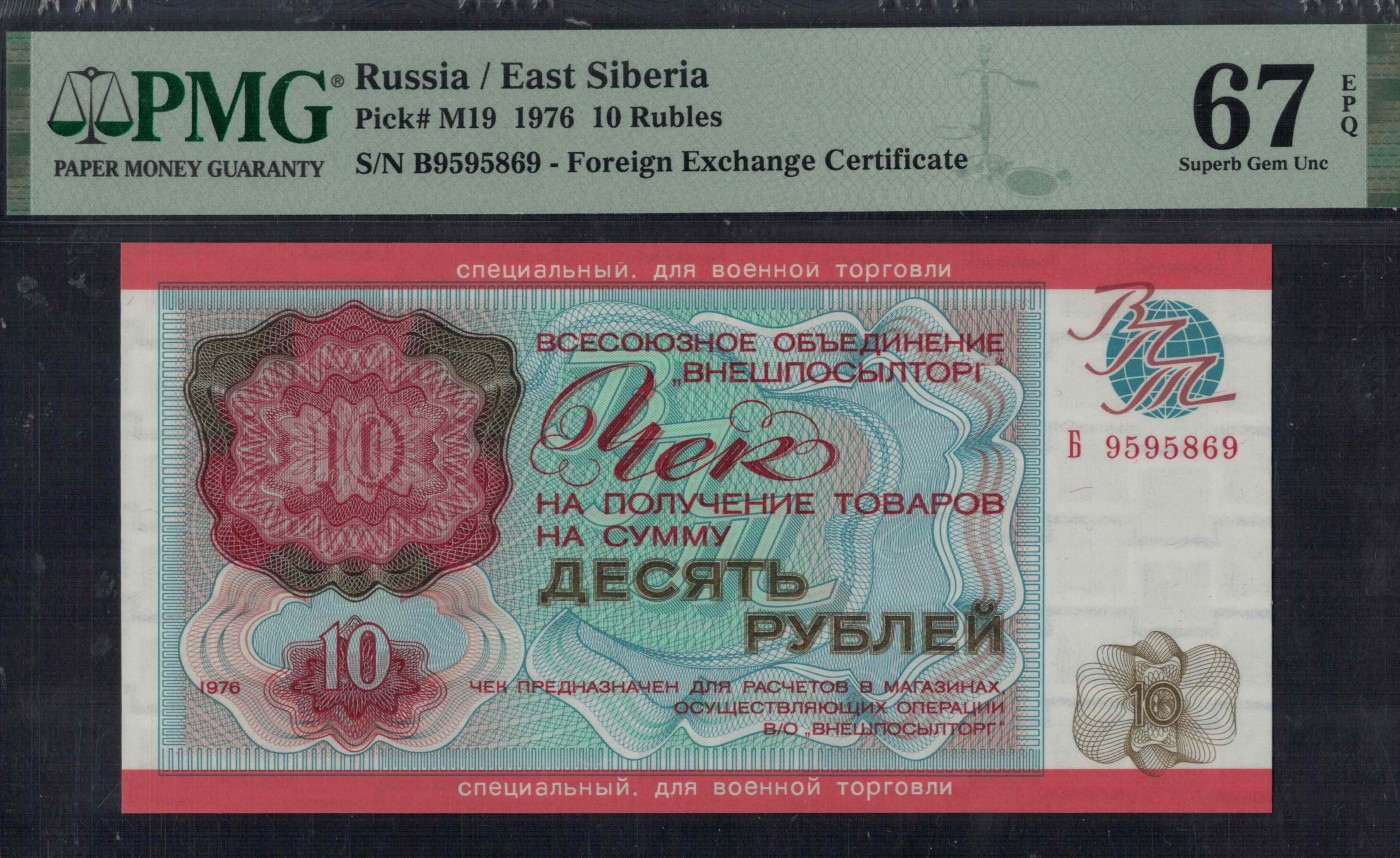 PMG®
PAPER MONEY GUARANTY
Russia / East Siberia
Pick# M19 1976 10 Rubles
S/N B9595869 - Foreign Exchange Certificate
67
EPQ
Superb Gem Unc
специальный. для военной торговли
ВСЕСОЮЗНОЕ ОБЪЕДИНЕНИЕ
„ВНЕШПОСЫЛТОРГ"
Чек
НА ПОЛУЧЕНИЕ ТОВАРОВ
НА СУММУ
ДЕСЯТЬ
РУБЛЕЙ
ВПТ
Б 9595869
10
10
10
1976
ЧЕК ПРЕДНАЗНАЧЕН ДЛЯ РАСЧЕТОВ В МАГАЗИНАХ
ОСУЩЕСТВЛЯЮЩИХ ОПЕРАЦИИ
В/О „ВНЕШПОСЫЛТОРГ"
специальный. для военной торговли